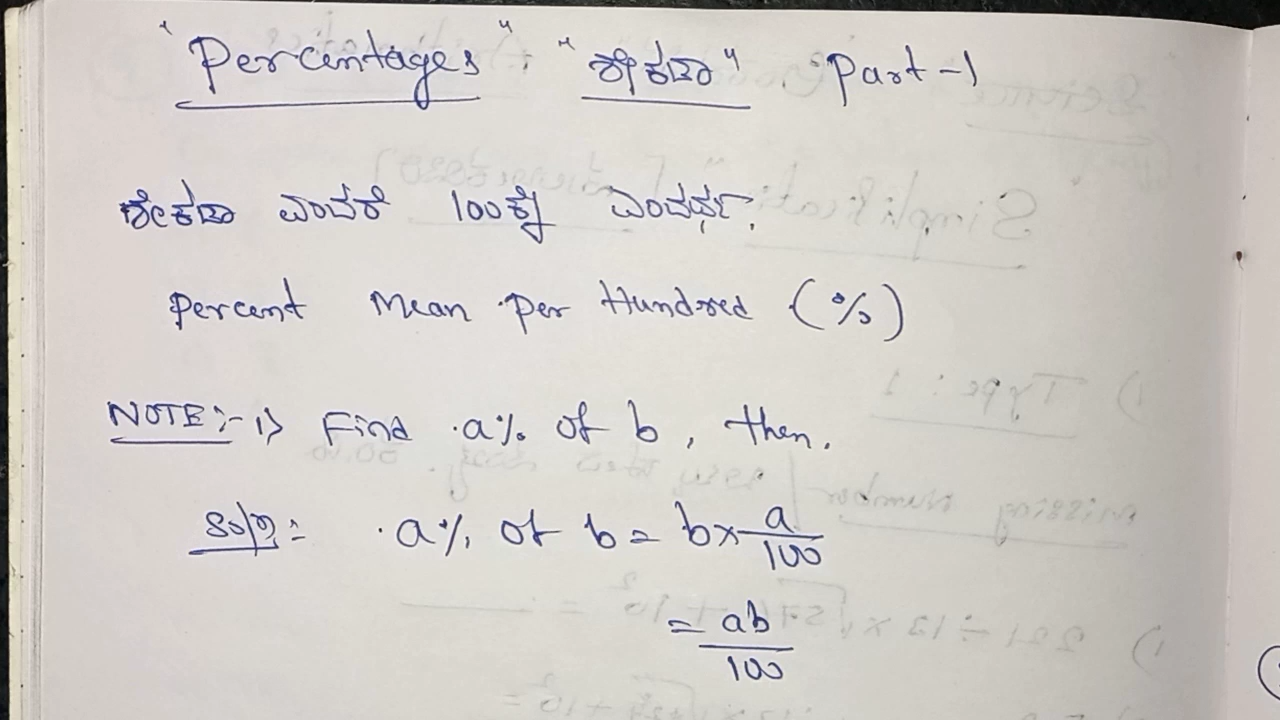 "Percentages" "ಶೇಕಡಾ" Part-1
ಶೇಕಡಾ ಎಂದರೆ 100ಕ್ಕೆ ಎಂದರ್ಥ.
Percent Mean Per Hundred (%)
NOTE:- 1) Find a% of b, then.
Soln: a% of b = b × a/100
= ab/100